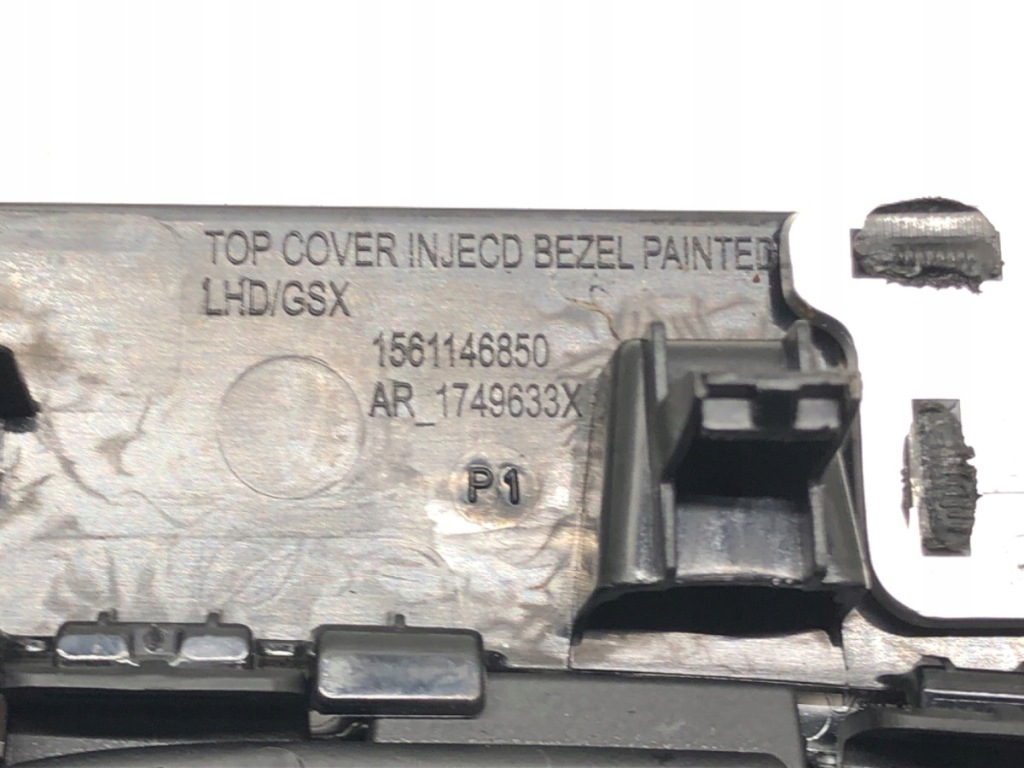 TOP COVER INJECD BEZEL PAINTED
LHD/GSX
1561146850
AR_1749633X
P1